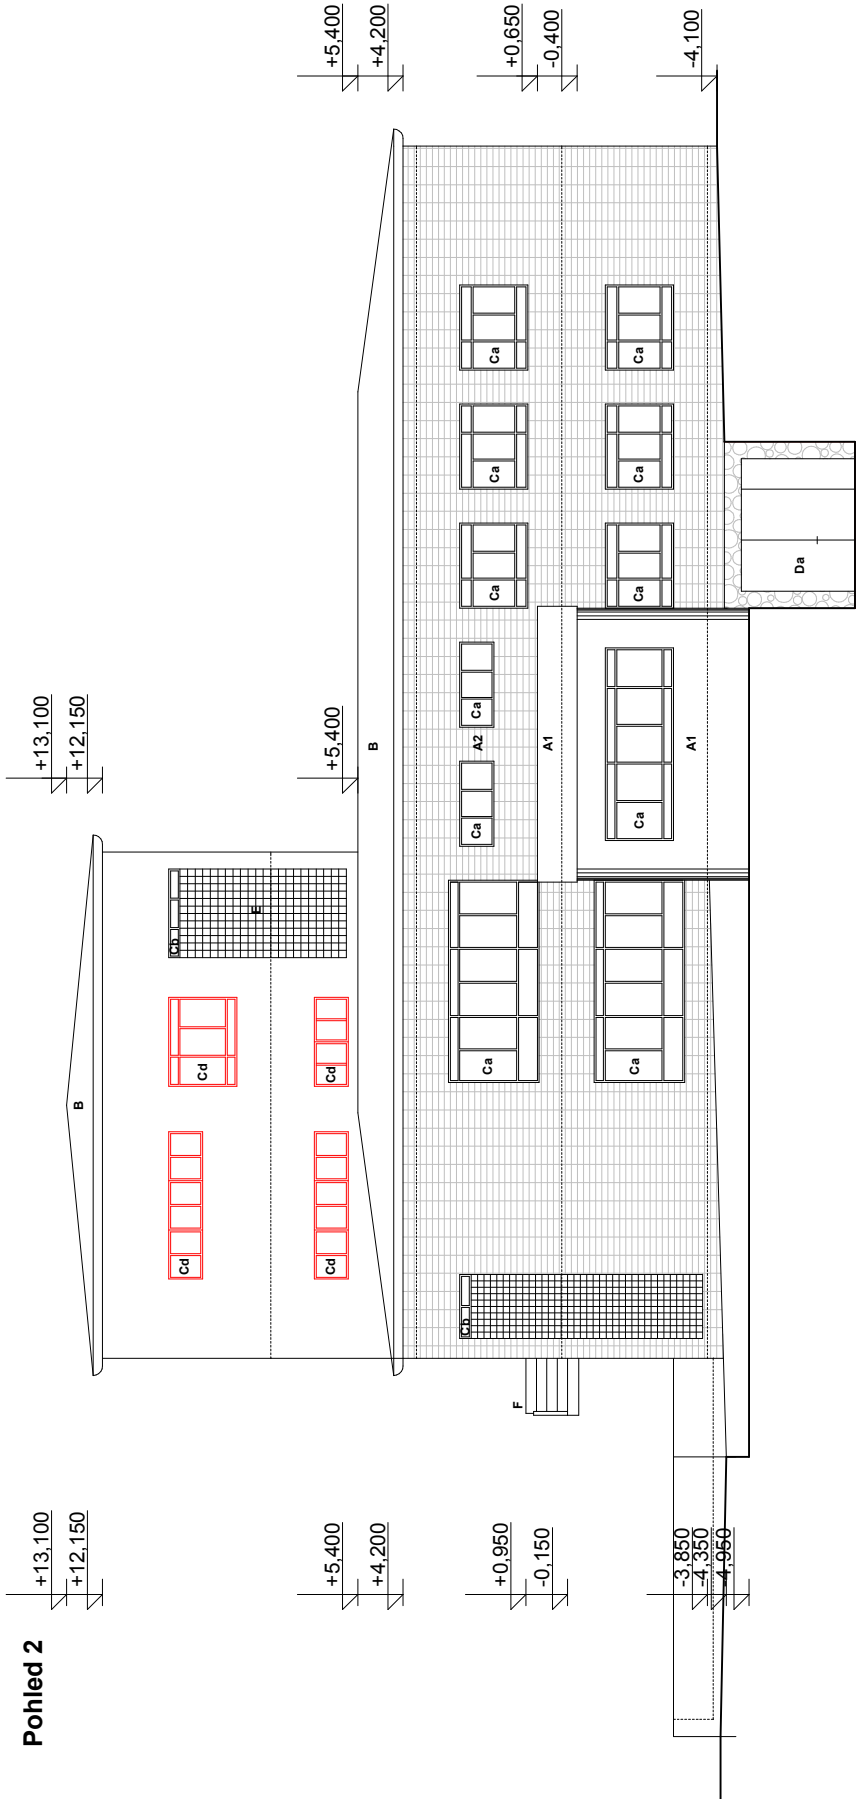 Pohled 2
+13,100
+12,150
+5,400
+4,200
+0,950
-0,150
-3,850
-4,350
-4,950
+13,100
+12,150
+5,400
+5,400
+4,200
+0,650
-0,400
-4,100
B
Cd
Cd
Cd
Cd
Cb
E
B
F
Cb
Ca
Ca
Ca
Ca
A2
A1
Ca
A1
Ca
Ca
Ca
Ca
Ca
Ca
Da